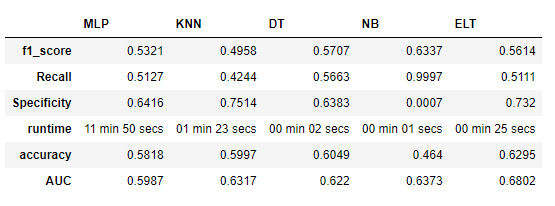 MLP KNN DT NB ELT
f1_score 0.5321 0.4958 0.5707 0.6337 0.5614
Recall 0.5127 0.4244 0.5663 0.9997 0.5111
Specificity 0.6416 0.7514 0.6383 0.0007 0.732
runtime 11 min 50 secs 01 min 23 secs 00 min 02 secs 00 min 01 secs 00 min 25 secs
accuracy 0.5818 0.5997 0.6049 0.464 0.6295
AUC 0.5987 0.6317 0.622 0.6373 0.6802